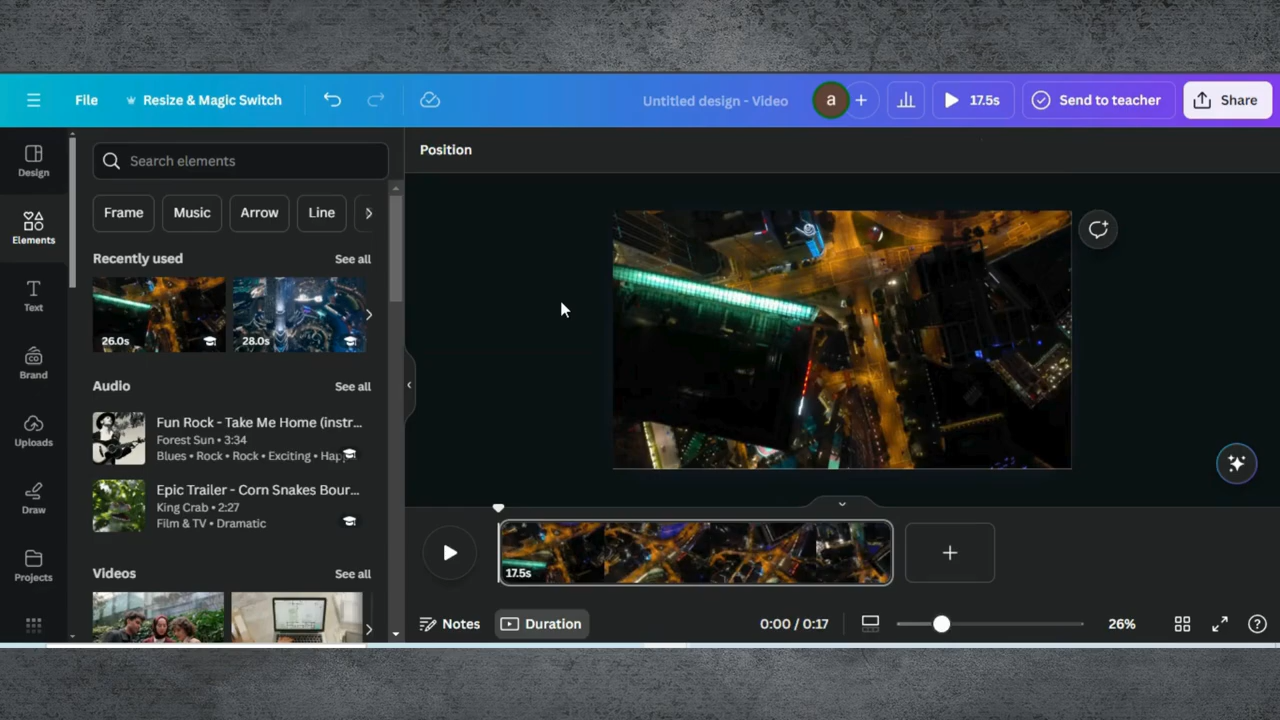 File
Resize & Magic Switch
Untitled design - Video
a
17.5s
Send to teacher
Share
Design
Elements
Text
Brand
Uploads
Draw
Projects
Search elements
Frame
Music
Arrow
Line
Recently used
See all
26.0s
28.0s
Audio
See all
Fun Rock - Take Me Home (instr...
Forest Sun • 3:34
Blues • Rock • Rock • Exciting • Hap
Epic Trailer - Corn Snakes Bour...
King Crab • 2:27
Film & TV • Dramatic
Videos
See all
Position
17.5s
Notes
Duration
0:00 / 0:17
26%